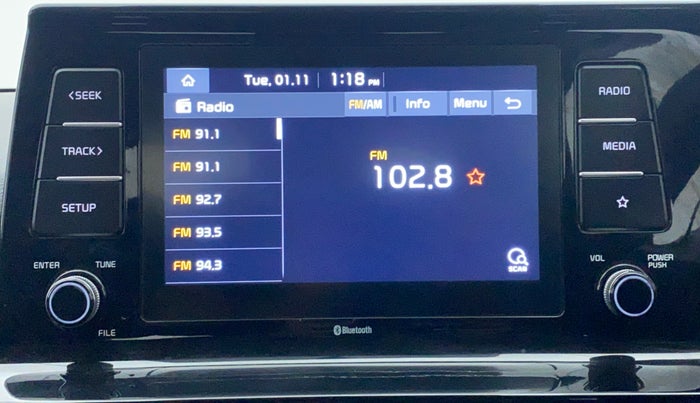 <SEEK
TRACK>
SETUP
ENTER TUNE
FILE
Tue, 01.11 1:18 PM
Radio FM/AM Info Menu
FM 91.1
FM 91.1
FM 92.7
FM 93.5
FM 94.3
FM
102.8
SCAN
Bluetooth
RADIO
MEDIA
VOL POWER
PUSH